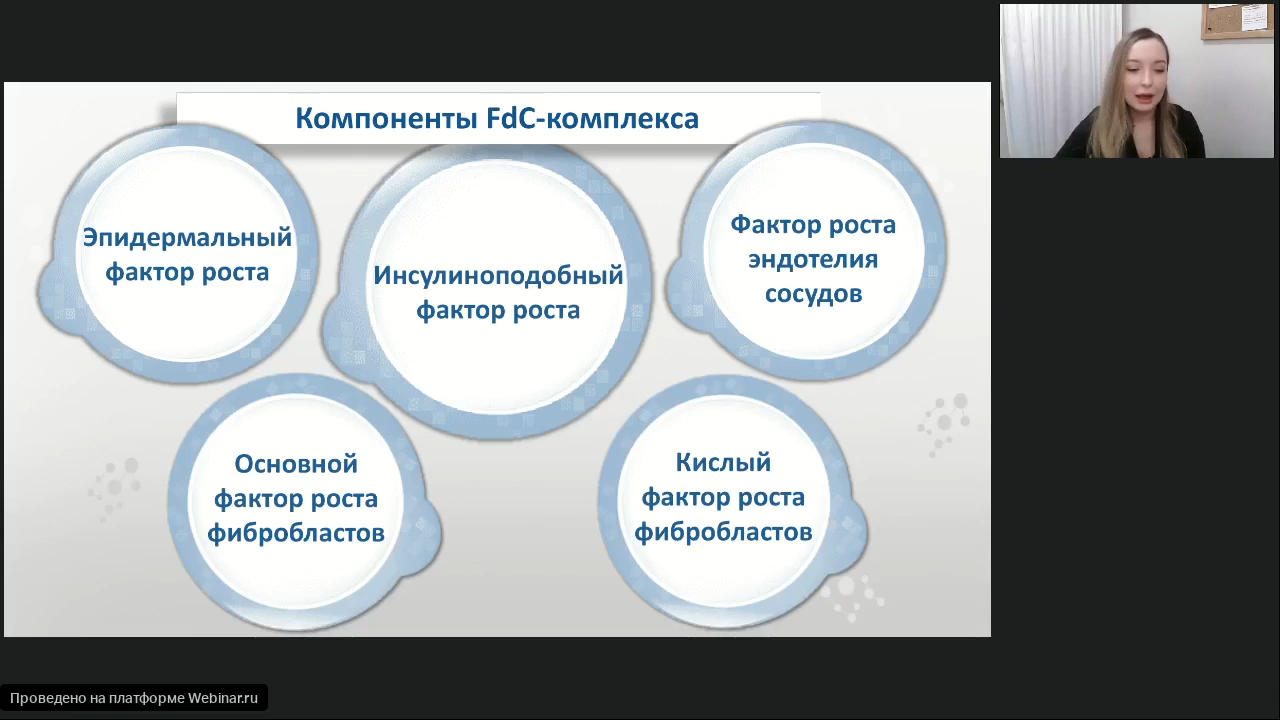 Компоненты FdC-комплекса
Эпидермальный
фактор роста
Инсулиноподобный
фактор роста
Фактор роста
эндотелия
сосудов
Основной
фактор роста
фибробластов
Кислый
фактор роста
фибробластов
Проведено на платформе Webinar.ru